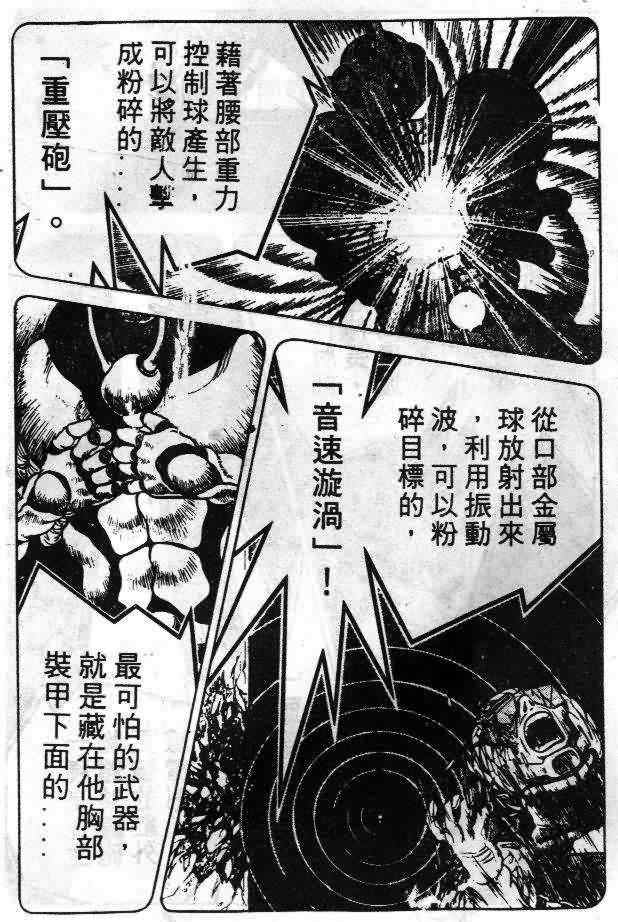 藉著腰部重力
控制球產生，
可以將敵人擊
成粉碎的‥‥
「重壓砲」。
從口部金屬
球放射出來
，利用振動
波，可以粉
碎目標的，
「音速漩渦」！
最可怕的武器，
就是藏在他胸部
裝甲下面的‥‥